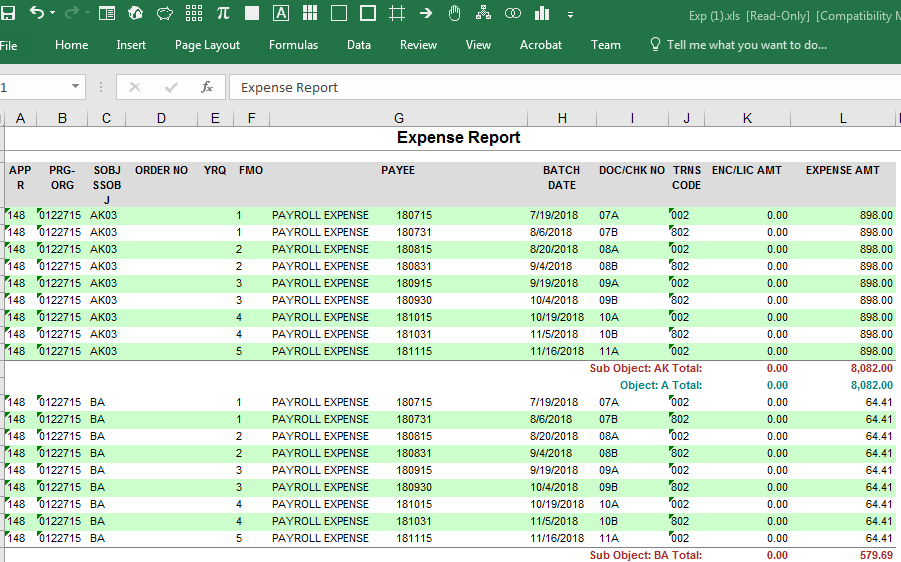 Exp (1).xls [Read-Only] [Compatibility M
File Home Insert Page Layout Formulas Data Review View Acrobat Team Tell me what you want to do...
1 fx Expense Report
A B C D E F G H I J K L
Expense Report
APP PRG- SOBJ ORDER NO YRQ FMO PAYEE BATCH DOC/CHK NO TRNS ENC/LIC AMT EXPENSE AMT
R ORG SSOB DATE CODE
J
148 0122715 AK03 1 PAYROLL EXPENSE 180715 7/19/2018 07A 002 0.00 898.00
148 0122715 AK03 1 PAYROLL EXPENSE 180731 8/6/2018 07B 802 0.00 898.00
148 0122715 AK03 2 PAYROLL EXPENSE 180815 8/20/2018 08A 002 0.00 898.00
148 0122715 AK03 2 PAYROLL EXPENSE 180831 9/4/2018 08B 802 0.00 898.00
148 0122715 AK03 3 PAYROLL EXPENSE 180915 9/19/2018 09A 002 0.00 898.00
148 0122715 AK03 3 PAYROLL EXPENSE 180930 10/4/2018 09B 802 0.00 898.00
148 0122715 AK03 4 PAYROLL EXPENSE 181015 10/19/2018 10A 002 0.00 898.00
148 0122715 AK03 4 PAYROLL EXPENSE 181031 11/5/2018 10B 802 0.00 898.00
148 0122715 AK03 5 PAYROLL EXPENSE 181115 11/16/2018 11A 002 0.00 898.00
Sub Object: AK Total: 0.00 8,082.00
Object: A Total: 0.00 8,082.00
148 0122715 BA 1 PAYROLL EXPENSE 180715 7/19/2018 07A 002 0.00 64.41
148 0122715 BA 1 PAYROLL EXPENSE 180731 8/6/2018 07B 802 0.00 64.41
148 0122715 BA 2 PAYROLL EXPENSE 180815 8/20/2018 08A 002 0.00 64.41
148 0122715 BA 2 PAYROLL EXPENSE 180831 9/4/2018 08B 802 0.00 64.41
148 0122715 BA 3 PAYROLL EXPENSE 180915 9/19/2018 09A 002 0.00 64.41
148 0122715 BA 3 PAYROLL EXPENSE 180930 10/4/2018 09B 802 0.00 64.41
148 0122715 BA 4 PAYROLL EXPENSE 181015 10/19/2018 10A 002 0.00 64.41
148 0122715 BA 4 PAYROLL EXPENSE 181031 11/5/2018 10B 802 0.00 64.41
148 0122715 BA 5 PAYROLL EXPENSE 181115 11/16/2018 11A 002 0.00 64.41
Sub Object: BA Total: 0.00 579.69